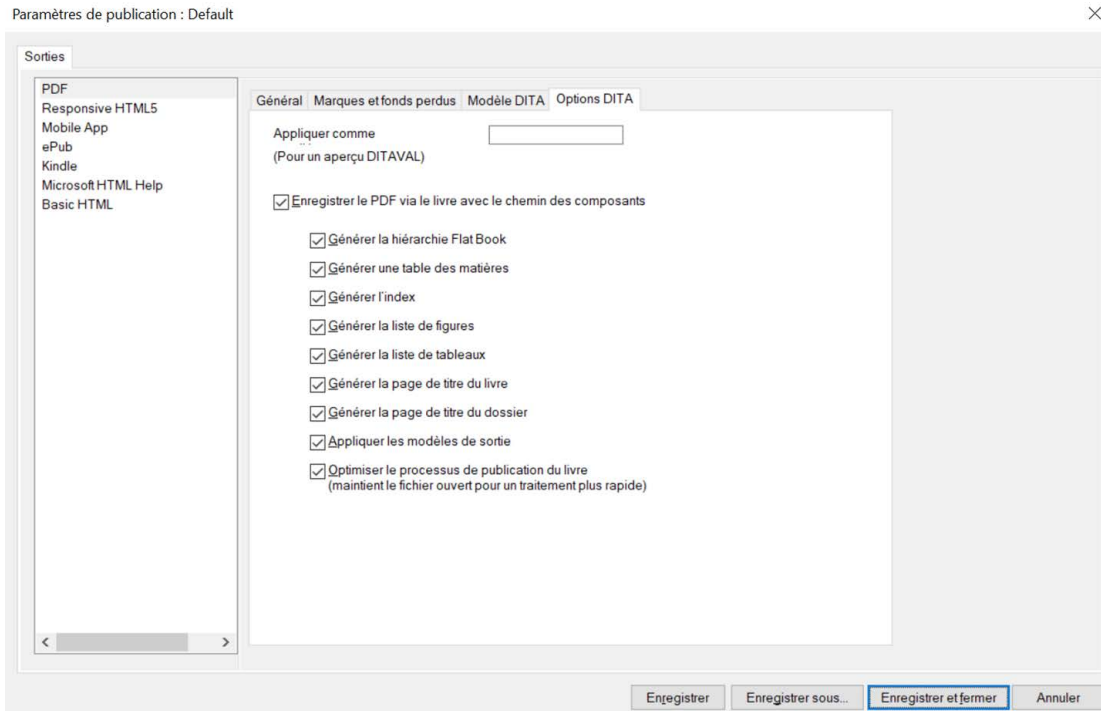 Paramètres de publication : Default
Sorties
PDF
Responsive HTML5
Mobile App
ePub
Kindle
Microsoft HTML Help
Basic HTML
Général Marques et fonds perdus Modèle DITA Options DITA
Appliquer comme
(Pour un aperçu DITAVAL)
Enregistrer le PDF via le livre avec le chemin des composants
Générer la hiérarchie Flat Book
Générer une table des matières
Générer l'index
Générer la liste de figures
Générer la liste de tableaux
Générer la page de titre du livre
Générer la page de titre du dossier
Appliquer les modèles de sortie
Optimiser le processus de publication du livre
(maintient le fichier ouvert pour un traitement plus rapide)
Enregistrer Enregistrer sous... Enregistrer et fermer Annuler